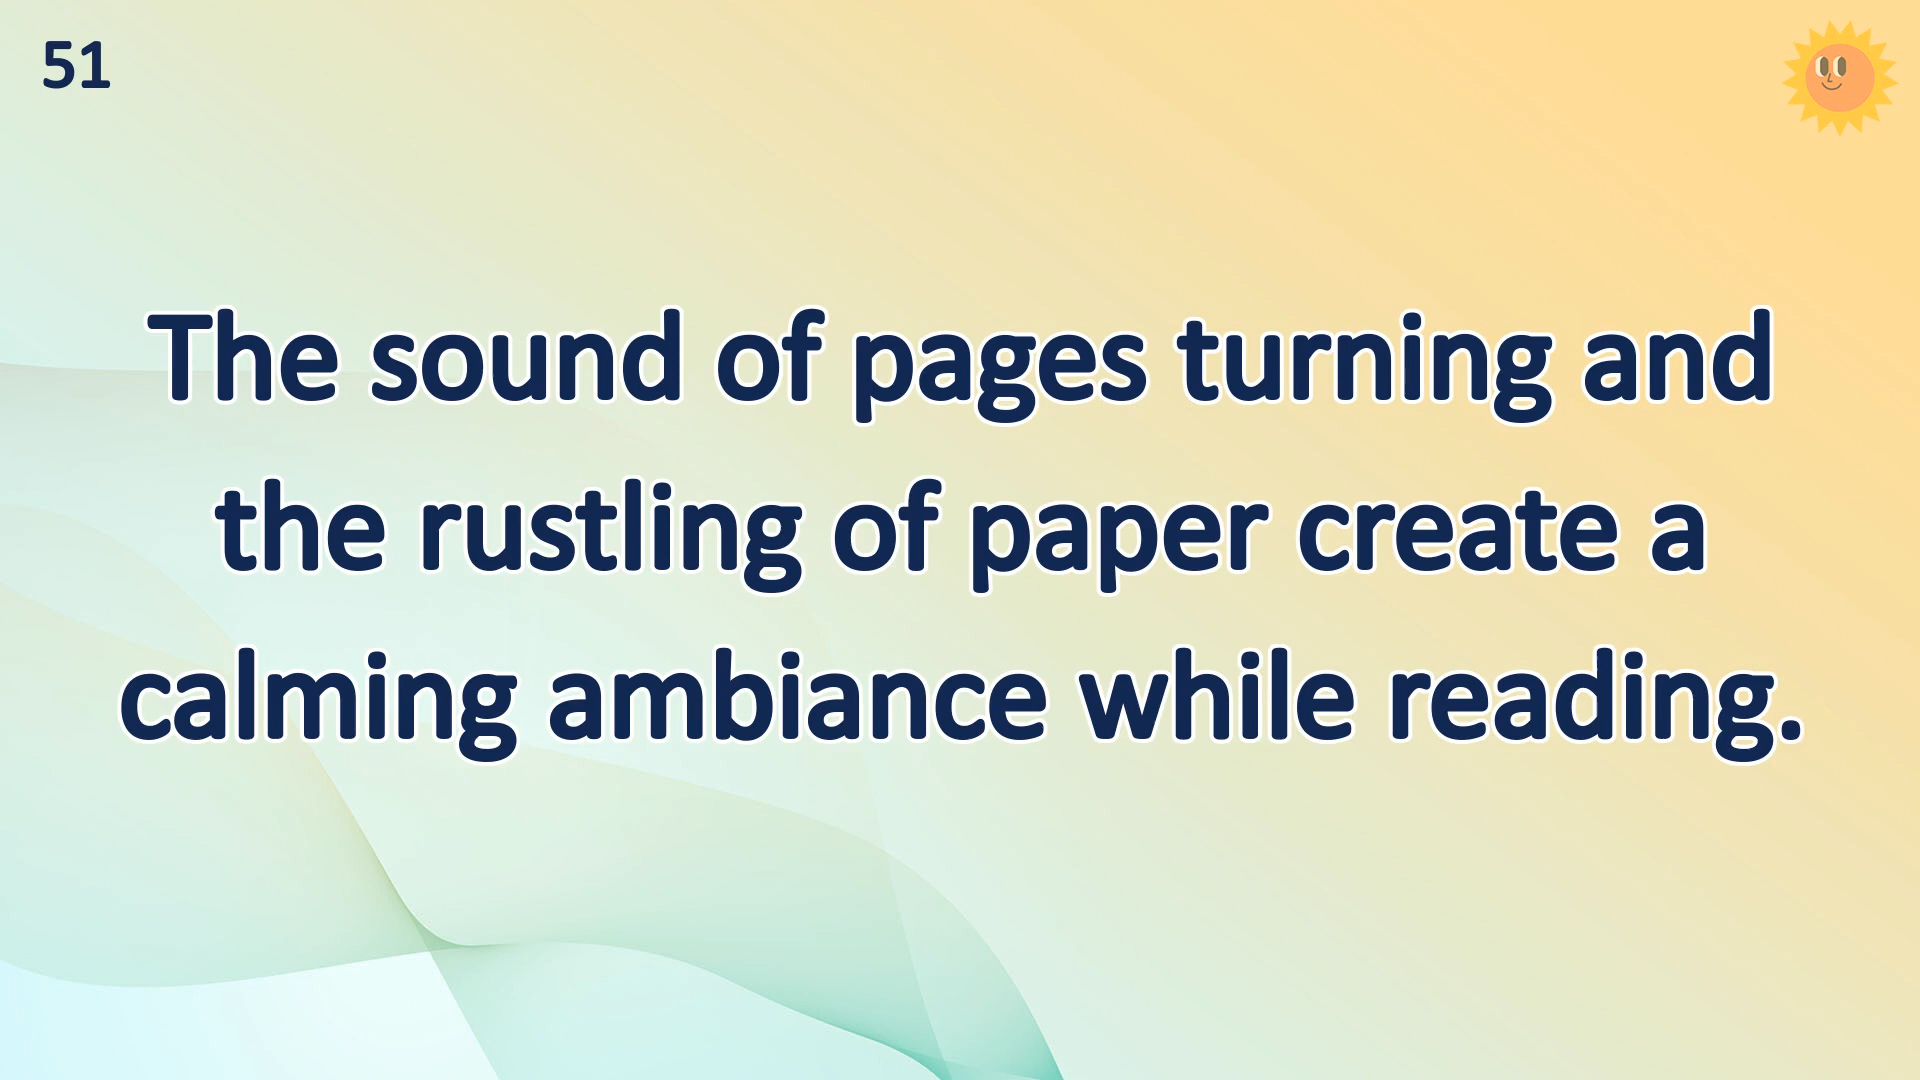 51
The sound of pages turning and
the rustling of paper create a
calming ambiance while reading.